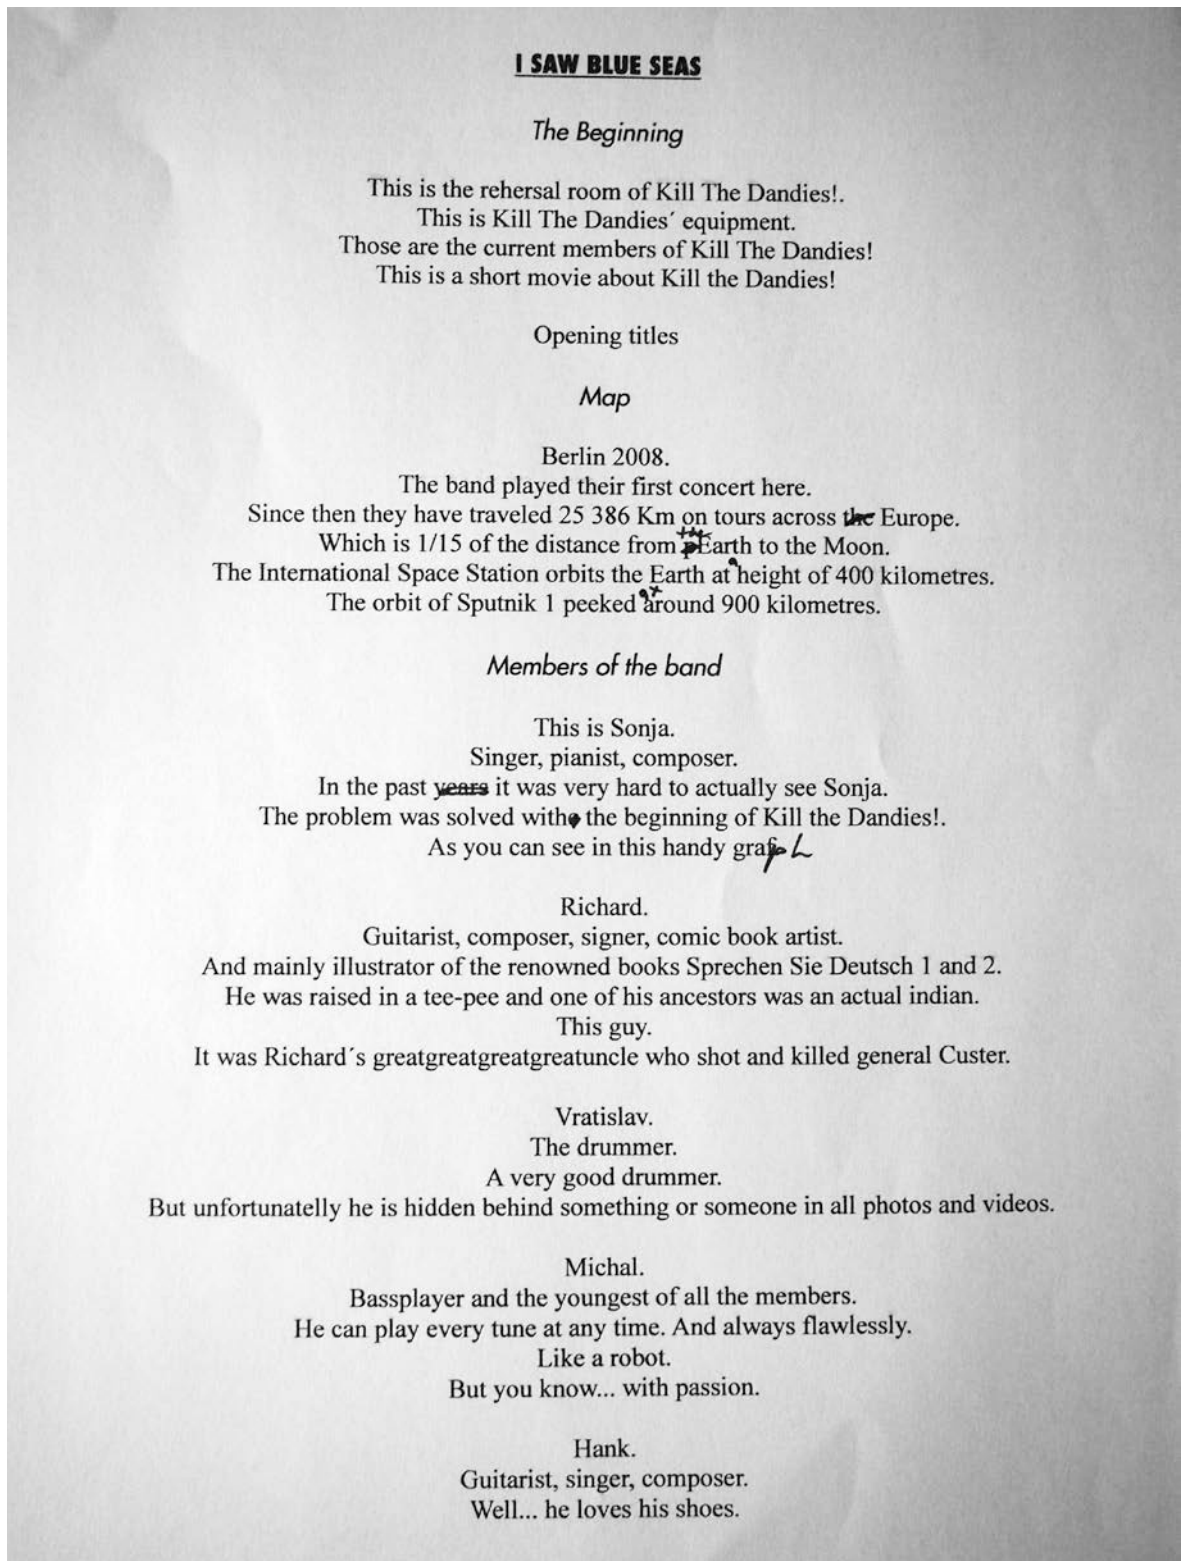 I SAW BLUE SEAS
The Beginning
This is the rehersal room of Kill The Dandies!.
This is Kill The Dandies´ equipment.
Those are the current members of Kill The Dandies!
This is a short movie about Kill the Dandies!
Opening titles
Map
Berlin 2008.
The band played their first concert here.
Since then they have traveled 25 386 Km on tours across the Europe.
Which is 1/15 of the distance from the Earth to the Moon.
The International Space Station orbits the Earth at a height of 400 kilometres.
The orbit of Sputnik 1 peeked at around 900 kilometres.
Members of the band
This is Sonja.
Singer, pianist, composer.
In the past years it was very hard to actually see Sonja.
The problem was solved with the beginning of Kill the Dandies!.
As you can see in this handy graph
Richard.
Guitarist, composer, signer, comic book artist.
And mainly illustrator of the renowned books Sprechen Sie Deutsch 1 and 2.
He was raised in a tee-pee and one of his ancestors was an actual indian.
This guy.
It was Richard´s greatgreatgreatgreatuncle who shot and killed general Custer.
Vratislav.
The drummer.
A very good drummer.
But unfortunatelly he is hidden behind something or someone in all photos and videos.
Michal.
Bassplayer and the youngest of all the members.
He can play every tune at any time. And always flawlessly.
Like a robot.
But you know... with passion.
Hank.
Guitarist, singer, composer.
Well... he loves his shoes.